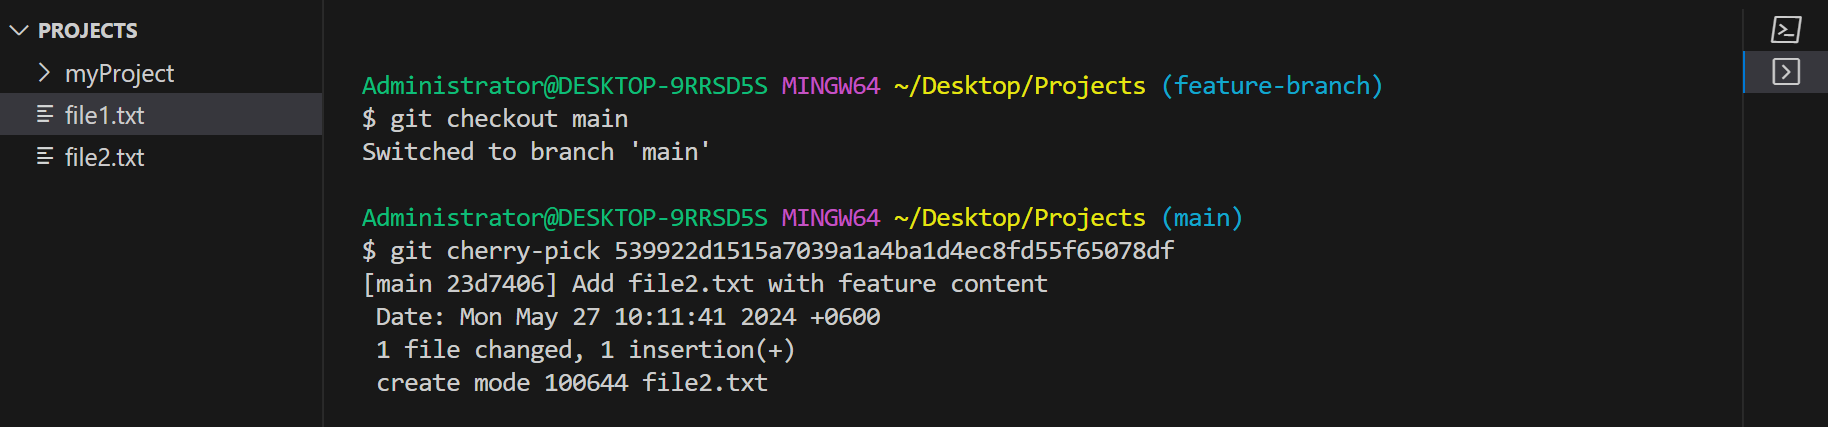 PROJECTS
myProject
file1.txt
file2.txt
Administrator@DESKTOP-9RRSD5S MINGW64 ~/Desktop/Projects (feature-branch)
$ git checkout main
Switched to branch 'main'
Administrator@DESKTOP-9RRSD5S MINGW64 ~/Desktop/Projects (main)
$ git cherry-pick 539922d1515a7039a1a4ba1d4ec8fd55f65078df
[main 23d7406] Add file2.txt with feature content
 Date: Mon May 27 10:11:41 2024 +0600
 1 file changed, 1 insertion(+)
 create mode 100644 file2.txt